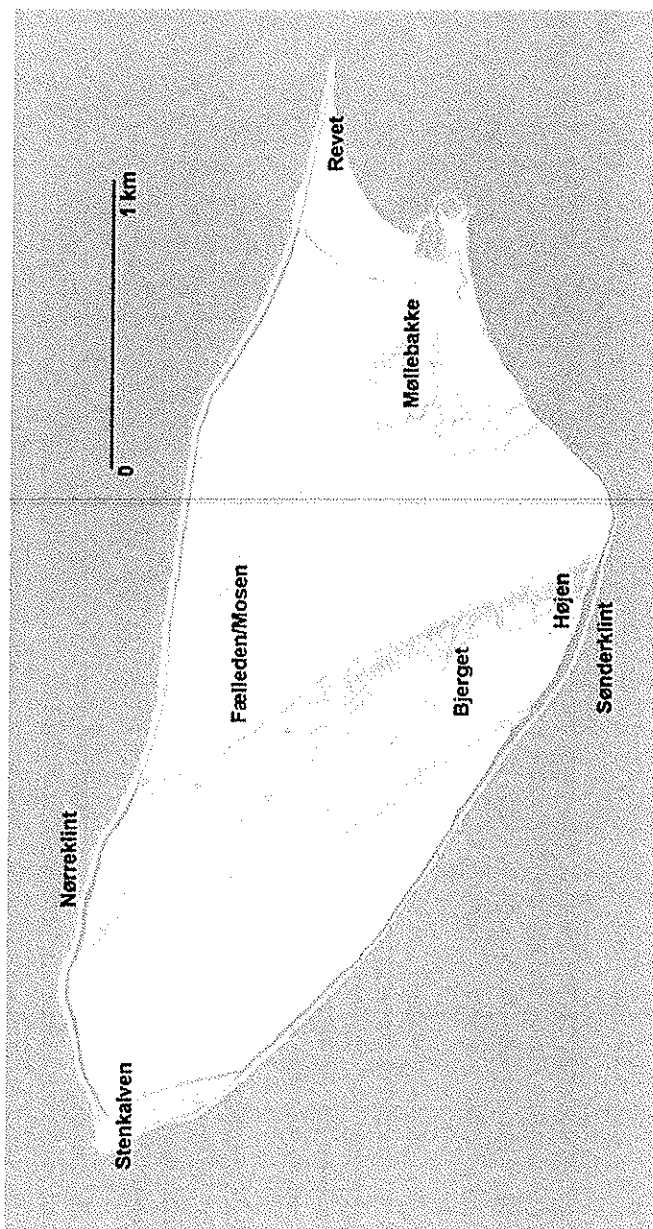 Nørreklint
Stenkalven
0
1 km
Revet
Fælleden/Mosen
Møllebakke
Bjerget
Højen
Sønderklint